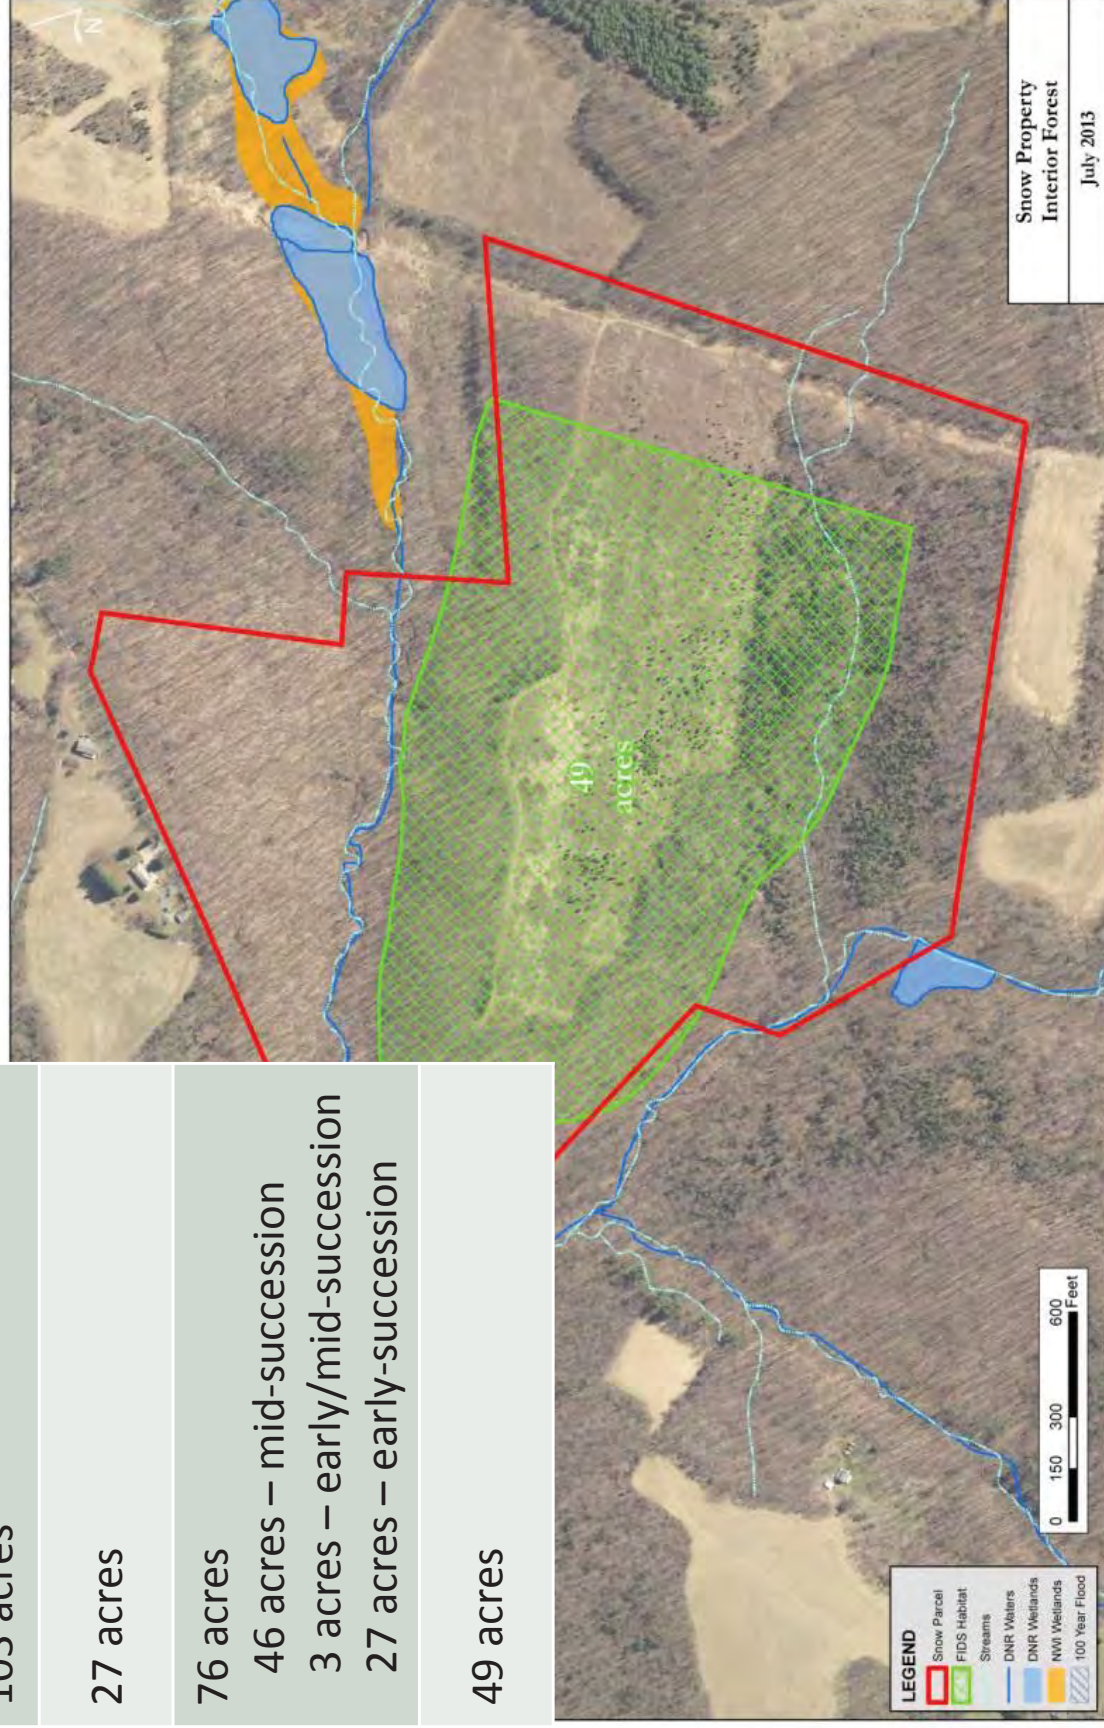 27 acres
76 acres
46 acres – mid-succession
3 acres – early/mid-succession
27 acres – early-succession
49 acres
N
49
acres
Snow Property
Interior Forest
July 2013
LEGEND
Snow Parcel
FIDS Habitat
Streams
DNR Waters
DNR Wetlands
NWI Wetlands
100 Year Flood
0 150 300 600
Feet